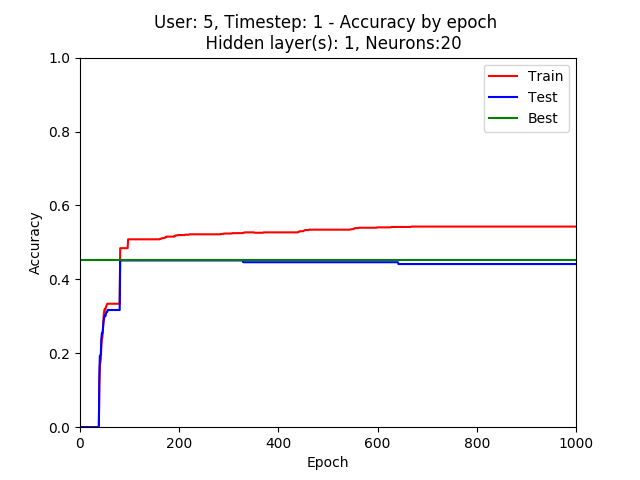 User: 5, Timestep: 1 - Accuracy by epoch
Hidden layer(s): 1, Neurons:20
1.0
0.8
0.6
0.4
0.2
0.0
Accuracy
Train
Test
Best
0 200 400 600 800 1000
Epoch